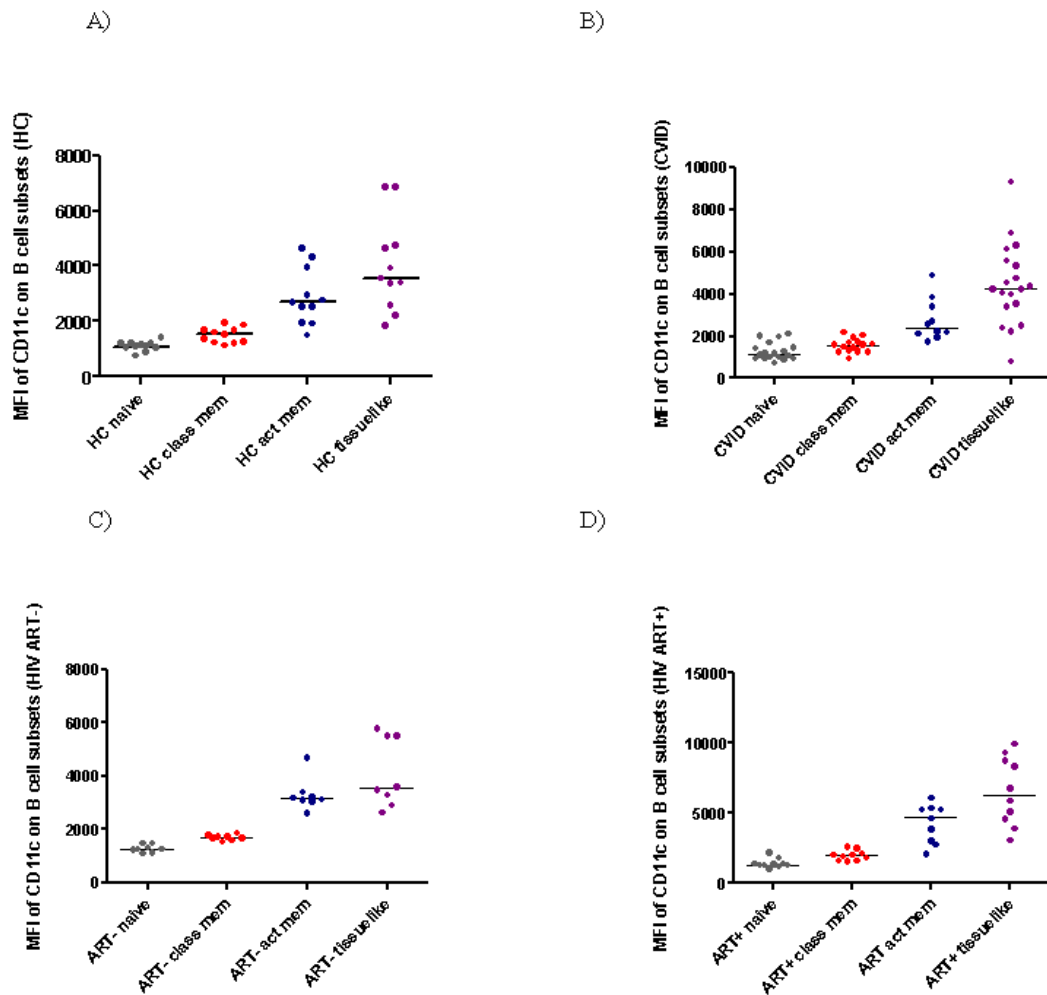 A)
MFI of CD11c on B cell subsets (HC)
8000
6000
4000
2000
0
HC naive
HC class mem
HC act mem
HC tissuelike
B)
MFI of CD11c on B cell subsets (CVID)
10000
8000
6000
4000
2000
0
CVID naive
CVID class mem
CVID act mem
CVID tissuelike
C)
MFI of CD11c on B cell subsets (HIV ART-)
8000
6000
4000
2000
0
ART- naive
ART- class mem
ART- act mem
ART- tissuelike
D)
MFI of CD11c on B cell subsets (HIV ART+)
15000
10000
5000
0
ART+ naive
ART+ class mem
ART act mem
ART+ tissuelike